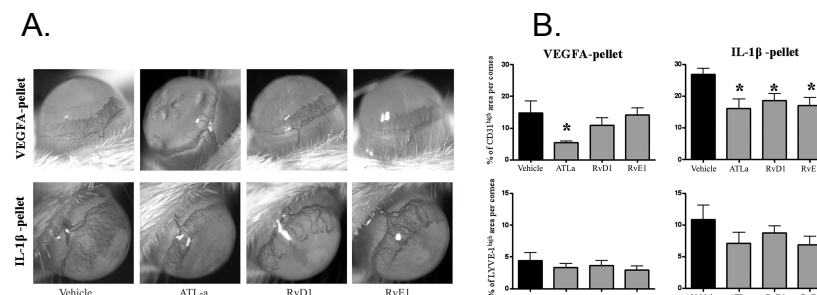 A.
B.
VEGFA-pellet
IL-1β -pellet
Vehicle
ATL-a
RvD1
RvE1
VEGFA-pellet
% of CD31high area per cornea
30
20
10
0
*
Vehicle
ATLa
RvD1
RvE1
IL-1β -pellet
30
20
10
0
*
*
*
Vehicle
ATLa
RvD1
RvE
% of LYVE-1high area per cornea
15
10
5
0
15
10
5
0